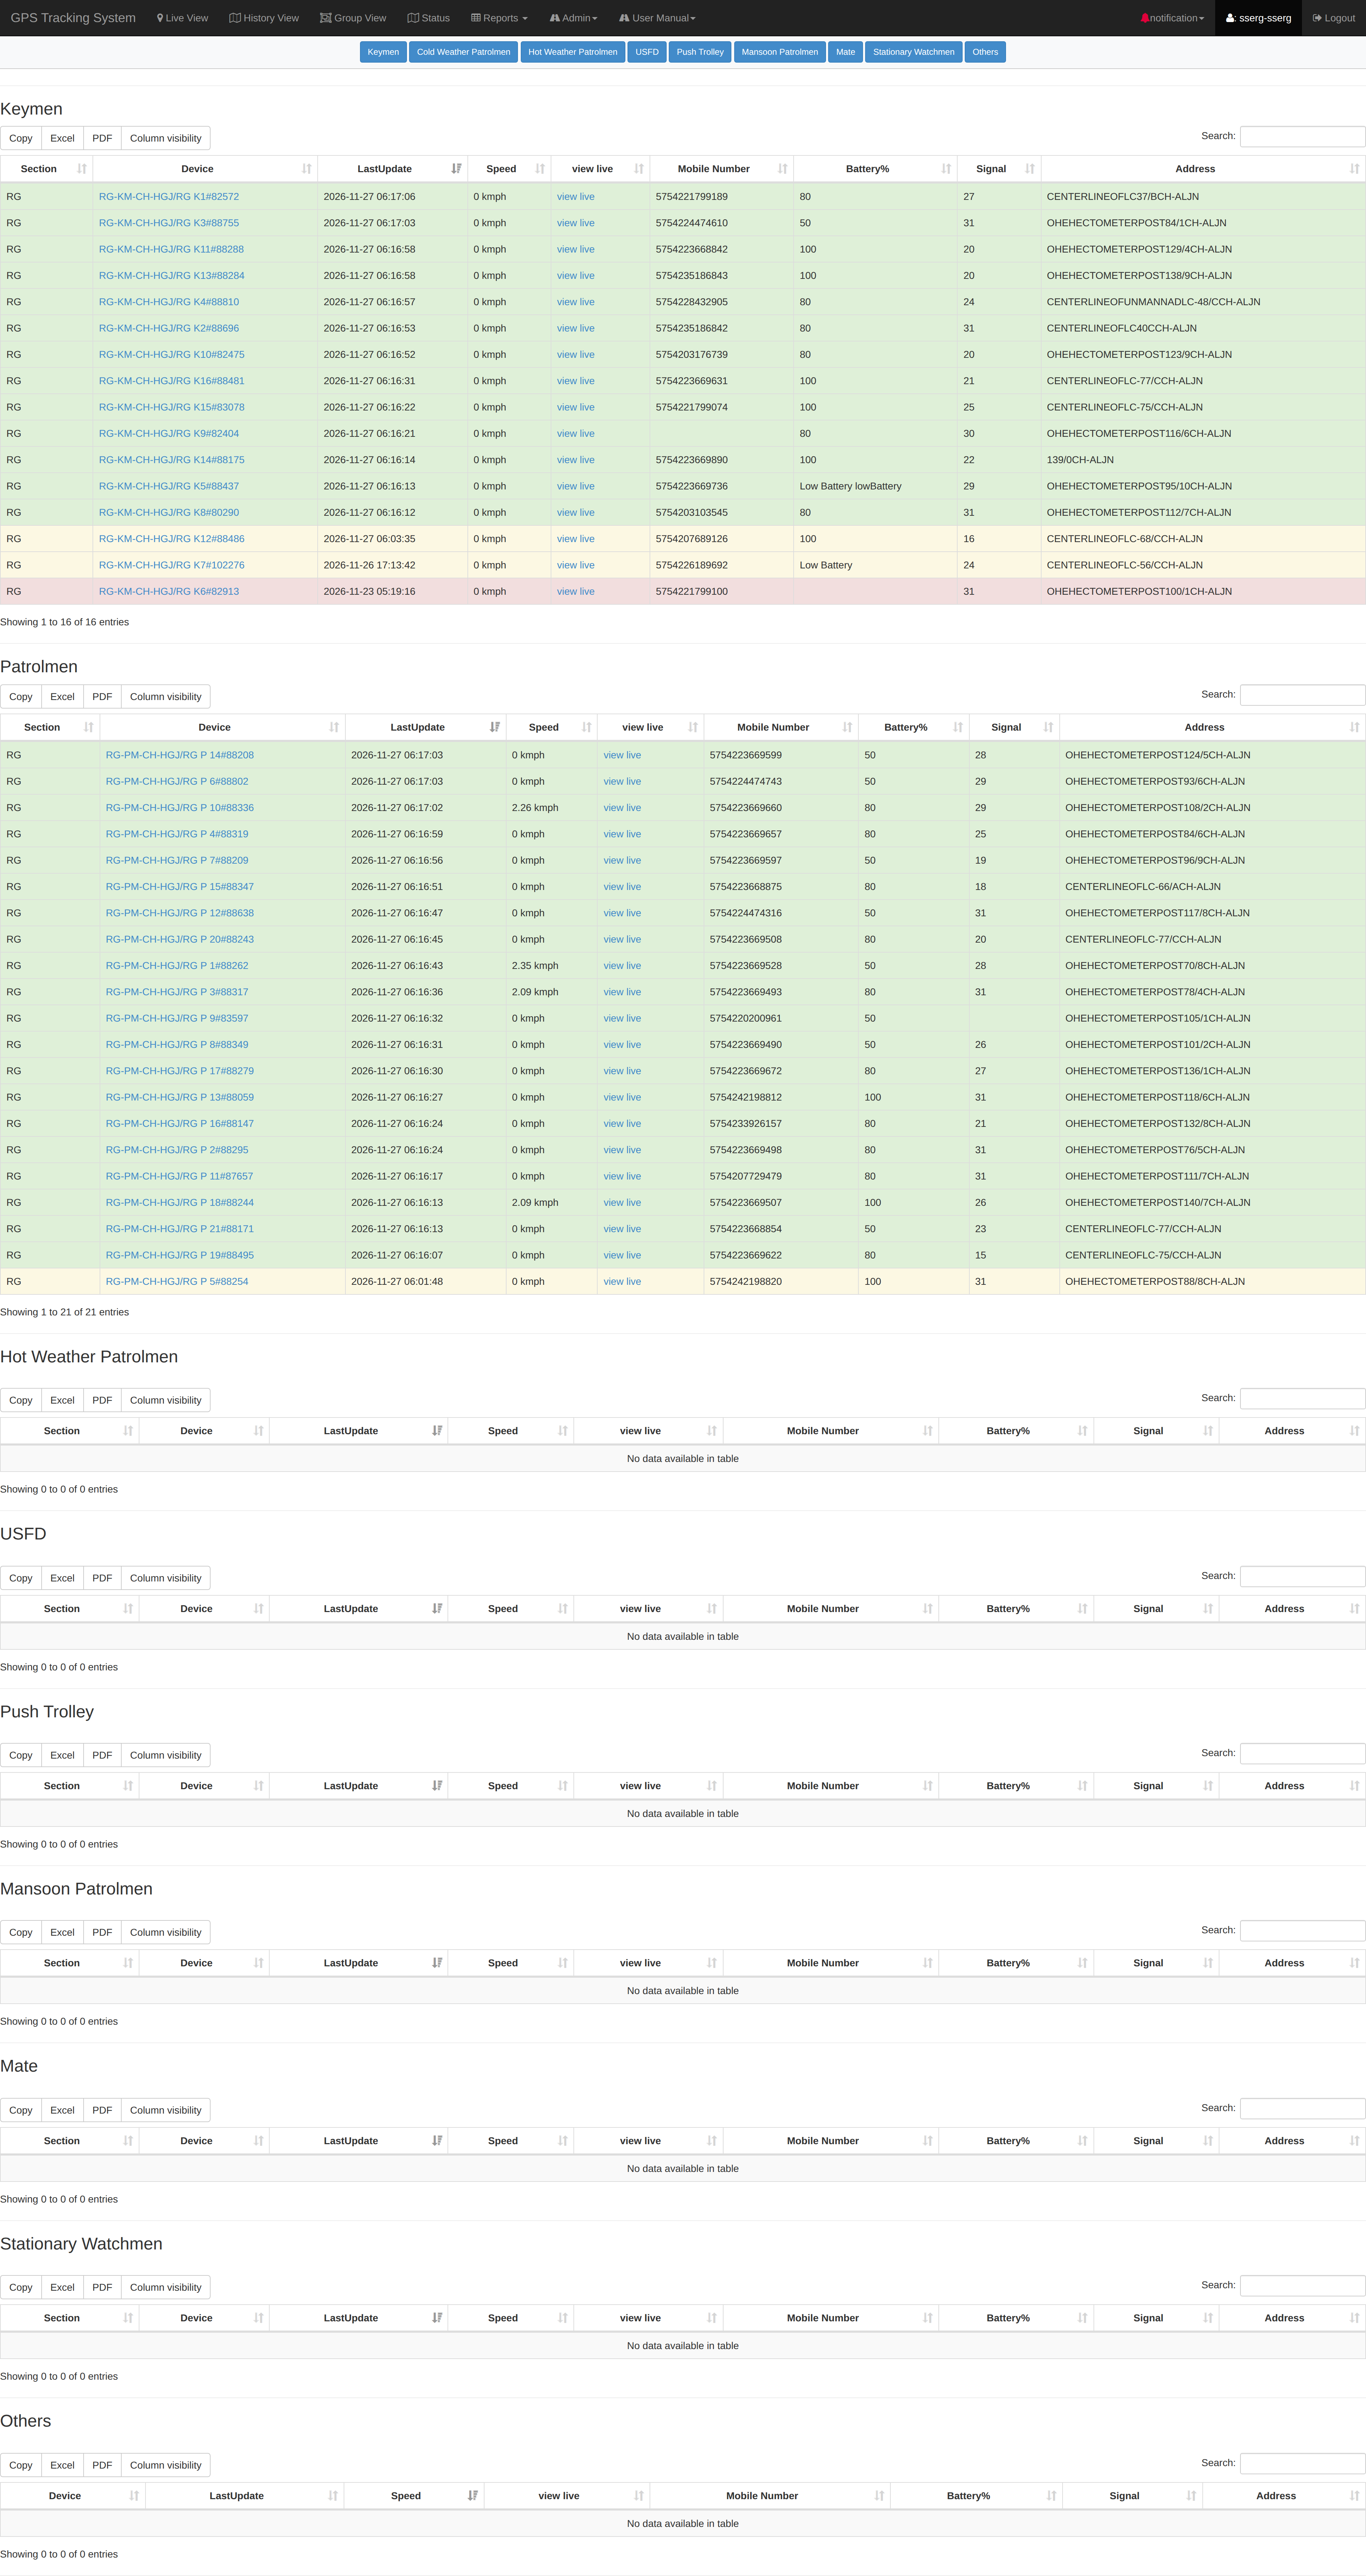 GPS Tracking System Live View History View Group View Status Reports Admin User Manual notification : sserg-sserg Logout
Keymen Cold Weather Patrolmen Hot Weather Patrolmen USFD Push Trolley Mansoon Patrolmen Mate Stationary Watchmen Others
Keymen
Copy Excel PDF Column visibility Search:
Section Device LastUpdate Speed view live Mobile Number Battery% Signal Address
RG RG-KM-CH-HGJ/RG K1#82572 2026-11-27 06:17:06 0 kmph view live 5754221799189 80 27 CENTERLINEOFLC37/BCH-ALJN
RG RG-KM-CH-HGJ/RG K3#88755 2026-11-27 06:17:03 0 kmph view live 5754224474610 50 31 OHEHECTOMETERPOST84/1CH-ALJN
RG RG-KM-CH-HGJ/RG K11#88288 2026-11-27 06:16:58 0 kmph view live 5754223668842 100 20 OHEHECTOMETERPOST129/4CH-ALJN
RG RG-KM-CH-HGJ/RG K13#88284 2026-11-27 06:16:58 0 kmph view live 5754235186843 100 20 OHEHECTOMETERPOST138/9CH-ALJN
RG RG-KM-CH-HGJ/RG K4#88810 2026-11-27 06:16:57 0 kmph view live 5754228432905 80 24 CENTERLINEOFUNMANNADLC-48/CCH-ALJN
RG RG-KM-CH-HGJ/RG K2#88696 2026-11-27 06:16:53 0 kmph view live 5754235186842 80 31 CENTERLINEOFLC40CCH-ALJN
RG RG-KM-CH-HGJ/RG K10#82475 2026-11-27 06:16:52 0 kmph view live 5754203176739 80 20 OHEHECTOMETERPOST123/9CH-ALJN
RG RG-KM-CH-HGJ/RG K16#88481 2026-11-27 06:16:31 0 kmph view live 5754223669631 100 21 CENTERLINEOFLC-77/CCH-ALJN
RG RG-KM-CH-HGJ/RG K15#83078 2026-11-27 06:16:22 0 kmph view live 5754221799074 100 25 CENTERLINEOFLC-75/CCH-ALJN
RG RG-KM-CH-HGJ/RG K9#82404 2026-11-27 06:16:21 0 kmph view live 80 30 OHEHECTOMETERPOST116/6CH-ALJN
RG RG-KM-CH-HGJ/RG K14#88175 2026-11-27 06:16:14 0 kmph view live 5754223669890 100 22 139/0CH-ALJN
RG RG-KM-CH-HGJ/RG K5#88437 2026-11-27 06:16:13 0 kmph view live 5754223669736 Low Battery lowBattery 29 OHEHECTOMETERPOST95/10CH-ALJN
RG RG-KM-CH-HGJ/RG K8#80290 2026-11-27 06:16:12 0 kmph view live 5754203103545 80 31 OHEHECTOMETERPOST112/7CH-ALJN
RG RG-KM-CH-HGJ/RG K12#88486 2026-11-27 06:03:35 0 kmph view live 5754207689126 100 16 CENTERLINEOFLC-68/CCH-ALJN
RG RG-KM-CH-HGJ/RG K7#102276 2026-11-26 17:13:42 0 kmph view live 5754226189692 Low Battery 24 CENTERLINEOFLC-56/CCH-ALJN
RG RG-KM-CH-HGJ/RG K6#82913 2026-11-23 05:19:16 0 kmph view live 5754221799100 31 OHEHECTOMETERPOST100/1CH-ALJN
Showing 1 to 16 of 16 entries
Patrolmen
Copy Excel PDF Column visibility Search:
Section Device LastUpdate Speed view live Mobile Number Battery% Signal Address
RG RG-PM-CH-HGJ/RG P 14#88208 2026-11-27 06:17:03 0 kmph view live 5754223669599 50 28 OHEHECTOMETERPOST124/5CH-ALJN
RG RG-PM-CH-HGJ/RG P 6#88802 2026-11-27 06:17:03 0 kmph view live 5754224474743 50 29 OHEHECTOMETERPOST93/6CH-ALJN
RG RG-PM-CH-HGJ/RG P 10#88336 2026-11-27 06:17:02 2.26 kmph view live 5754223669660 80 29 OHEHECTOMETERPOST108/2CH-ALJN
RG RG-PM-CH-HGJ/RG P 4#88319 2026-11-27 06:16:59 0 kmph view live 5754223669657 80 25 OHEHECTOMETERPOST84/6CH-ALJN
RG RG-PM-CH-HGJ/RG P 7#88209 2026-11-27 06:16:56 0 kmph view live 5754223669597 50 19 OHEHECTOMETERPOST96/9CH-ALJN
RG RG-PM-CH-HGJ/RG P 15#88347 2026-11-27 06:16:51 0 kmph view live 5754223668875 80 18 CENTERLINEOFLC-66/ACH-ALJN
RG RG-PM-CH-HGJ/RG P 12#88638 2026-11-27 06:16:47 0 kmph view live 5754224474316 50 31 OHEHECTOMETERPOST117/8CH-ALJN
RG RG-PM-CH-HGJ/RG P 20#88243 2026-11-27 06:16:45 0 kmph view live 5754223669508 80 20 CENTERLINEOFLC-77/CCH-ALJN
RG RG-PM-CH-HGJ/RG P 1#88262 2026-11-27 06:16:43 2.35 kmph view live 5754223669528 50 28 OHEHECTOMETERPOST70/8CH-ALJN
RG RG-PM-CH-HGJ/RG P 3#88317 2026-11-27 06:16:36 2.09 kmph view live 5754223669493 80 31 OHEHECTOMETERPOST78/4CH-ALJN
RG RG-PM-CH-HGJ/RG P 9#83597 2026-11-27 06:16:32 0 kmph view live 5754220200961 50 OHEHECTOMETERPOST105/1CH-ALJN
RG RG-PM-CH-HGJ/RG P 8#88349 2026-11-27 06:16:31 0 kmph view live 5754223669490 50 26 OHEHECTOMETERPOST101/2CH-ALJN
RG RG-PM-CH-HGJ/RG P 17#88279 2026-11-27 06:16:30 0 kmph view live 5754223669672 80 27 OHEHECTOMETERPOST136/1CH-ALJN
RG RG-PM-CH-HGJ/RG P 13#88059 2026-11-27 06:16:27 0 kmph view live 5754242198812 100 31 OHEHECTOMETERPOST118/6CH-ALJN
RG RG-PM-CH-HGJ/RG P 16#88147 2026-11-27 06:16:24 0 kmph view live 5754233926157 80 21 OHEHECTOMETERPOST132/8CH-ALJN
RG RG-PM-CH-HGJ/RG P 2#88295 2026-11-27 06:16:24 0 kmph view live 5754223669498 80 31 OHEHECTOMETERPOST76/5CH-ALJN
RG RG-PM-CH-HGJ/RG P 11#87657 2026-11-27 06:16:17 0 kmph view live 5754207729479 80 31 OHEHECTOMETERPOST111/7CH-ALJN
RG RG-PM-CH-HGJ/RG P 18#88244 2026-11-27 06:16:13 2.09 kmph view live 5754223669507 100 26 OHEHECTOMETERPOST140/7CH-ALJN
RG RG-PM-CH-HGJ/RG P 21#88171 2026-11-27 06:16:13 0 kmph view live 5754223668854 50 23 CENTERLINEOFLC-77/CCH-ALJN
RG RG-PM-CH-HGJ/RG P 19#88495 2026-11-27 06:16:07 0 kmph view live 5754223669622 80 15 CENTERLINEOFLC-75/CCH-ALJN
RG RG-PM-CH-HGJ/RG P 5#88254 2026-11-27 06:01:48 0 kmph view live 5754242198820 100 31 OHEHECTOMETERPOST88/8CH-ALJN
Showing 1 to 21 of 21 entries
Hot Weather Patrolmen
Copy Excel PDF Column visibility Search:
Section Device LastUpdate Speed view live Mobile Number Battery% Signal Address
No data available in table
Showing 0 to 0 of 0 entries
USFD
Copy Excel PDF Column visibility Search:
Section Device LastUpdate Speed view live Mobile Number Battery% Signal Address
No data available in table
Showing 0 to 0 of 0 entries
Push Trolley
Copy Excel PDF Column visibility Search:
Section Device LastUpdate Speed view live Mobile Number Battery% Signal Address
No data available in table
Showing 0 to 0 of 0 entries
Mansoon Patrolmen
Copy Excel PDF Column visibility Search:
Section Device LastUpdate Speed view live Mobile Number Battery% Signal Address
No data available in table
Showing 0 to 0 of 0 entries
Mate
Copy Excel PDF Column visibility Search:
Section Device LastUpdate Speed view live Mobile Number Battery% Signal Address
No data available in table
Showing 0 to 0 of 0 entries
Stationary Watchmen
Copy Excel PDF Column visibility Search:
Section Device LastUpdate Speed view live Mobile Number Battery% Signal Address
No data available in table
Showing 0 to 0 of 0 entries
Others
Copy Excel PDF Column visibility Search:
Device LastUpdate Speed view live Mobile Number Battery% Signal Address
No data available in table
Showing 0 to 0 of 0 entries